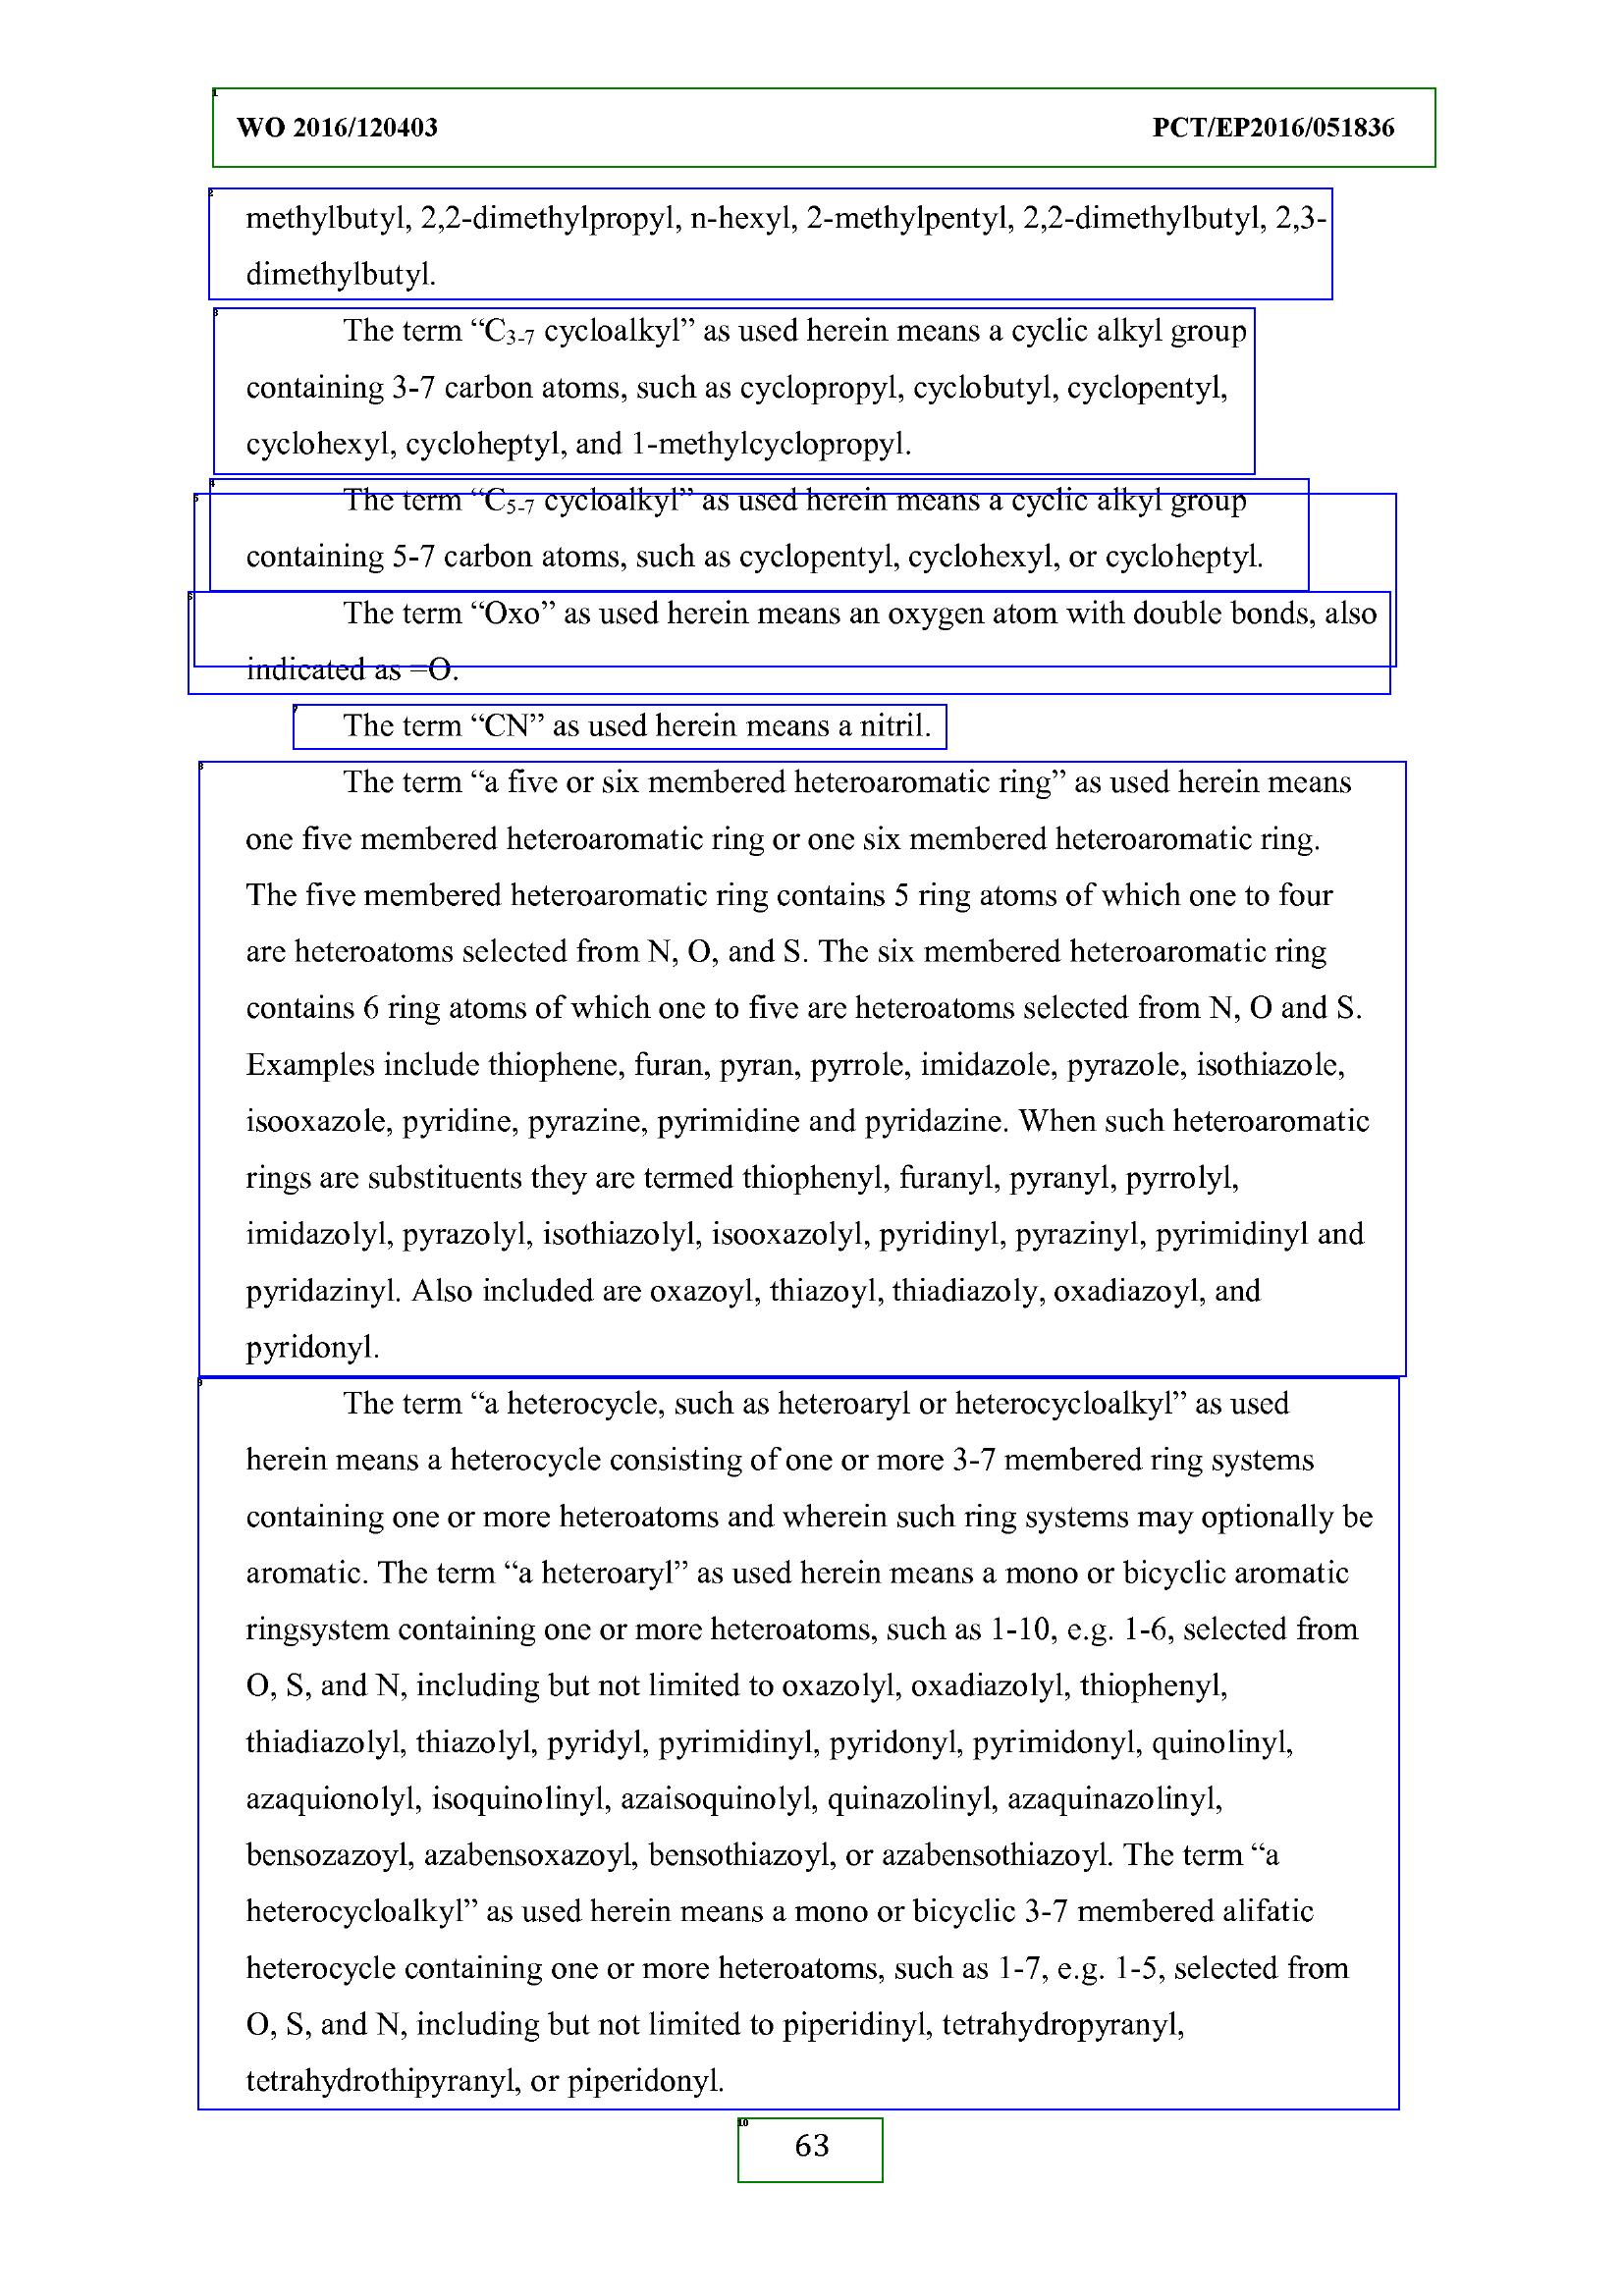 WO 2016/120403 PCT/EP2016/051836
methylbutyl, 2,2-dimethylpropyl, n-hexyl, 2-methylpentyl, 2,2-dimethylbutyl, 2,3-
dimethylbutyl.
The term “C3-7 cycloalkyl” as used herein means a cyclic alkyl group
containing 3-7 carbon atoms, such as cyclopropyl, cyclobutyl, cyclopentyl,
cyclohexyl, cycloheptyl, and 1-methylcyclopropyl.
The term “C5-7 cycloalkyl” as used herein means a cyclic alkyl group
containing 5-7 carbon atoms, such as cyclopentyl, cyclohexyl, or cycloheptyl.
The term “Oxo” as used herein means an oxygen atom with double bonds, also
indicated as =O.
The term “CN” as used herein means a nitril.
The term “a five or six membered heteroaromatic ring” as used herein means
one five membered heteroaromatic ring or one six membered heteroaromatic ring.
The five membered heteroaromatic ring contains 5 ring atoms of which one to four
are heteroatoms selected from N, O, and S. The six membered heteroaromatic ring
contains 6 ring atoms of which one to five are heteroatoms selected from N, O and S.
Examples include thiophene, furan, pyran, pyrrole, imidazole, pyrazole, isothiazole,
isooxazole, pyridine, pyrazine, pyrimidine and pyridazine. When such heteroaromatic
rings are substituents they are termed thiophenyl, furanyl, pyranyl, pyrrolyl,
imidazolyl, pyrazolyl, isothiazolyl, isooxazolyl, pyridinyl, pyrazinyl, pyrimidinyl and
pyridazinyl. Also included are oxazoyl, thiazoyl, thiadiazoly, oxadiazoyl, and
pyridonyl.
The term “a heterocycle, such as heteroaryl or heterocycloalkyl” as used
herein means a heterocycle consisting of one or more 3-7 membered ring systems
containing one or more heteroatoms and wherein such ring systems may optionally be
aromatic. The term “a heteroaryl” as used herein means a mono or bicyclic aromatic
ringsystem containing one or more heteroatoms, such as 1-10, e.g. 1-6, selected from
O, S, and N, including but not limited to oxazolyl, oxadiazolyl, thiophenyl,
thiadiazolyl, thiazolyl, pyridyl, pyrimidinyl, pyridonyl, pyrimidonyl, quinolinyl,
azaquionolyl, isoquinolinyl, azaisoquinolyl, quinazolinyl, azaquinazolinyl,
bensozazoyl, azabensoxazoyl, bensothiazoyl, or azabensothiazoyl. The term “a
heterocycloalkyl” as used herein means a mono or bicyclic 3-7 membered alifatic
heterocycle containing one or more heteroatoms, such as 1-7, e.g. 1-5, selected from
O, S, and N, including but not limited to piperidinyl, tetrahydropyranyl,
tetrahydrothipyranyl, or piperidonyl.
63